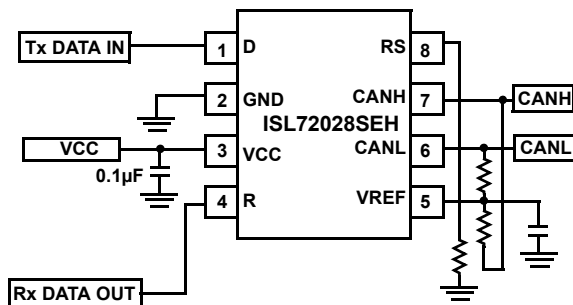 Tx DATA IN
1 D
RS 8
2 GND
CANH 7
CANH
ISL72028SEH
VCC
3 VCC
CANL 6
CANL
0.1µF
4 R
VREF 5
Rx DATA OUT